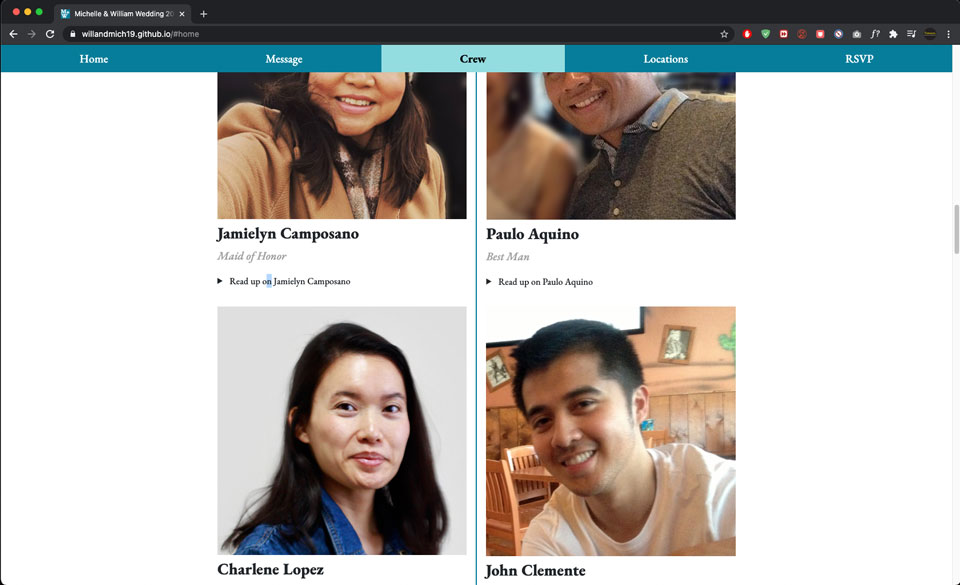 Michelle & William Wedding 20
willandmich19.github.io/#home
Home Message Crew Locations RSVP
Jamielyn Camposano
Maid of Honor
Read up on Jamielyn Camposano
Paulo Aquino
Best Man
Read up on Paulo Aquino
Charlene Lopez
John Clemente